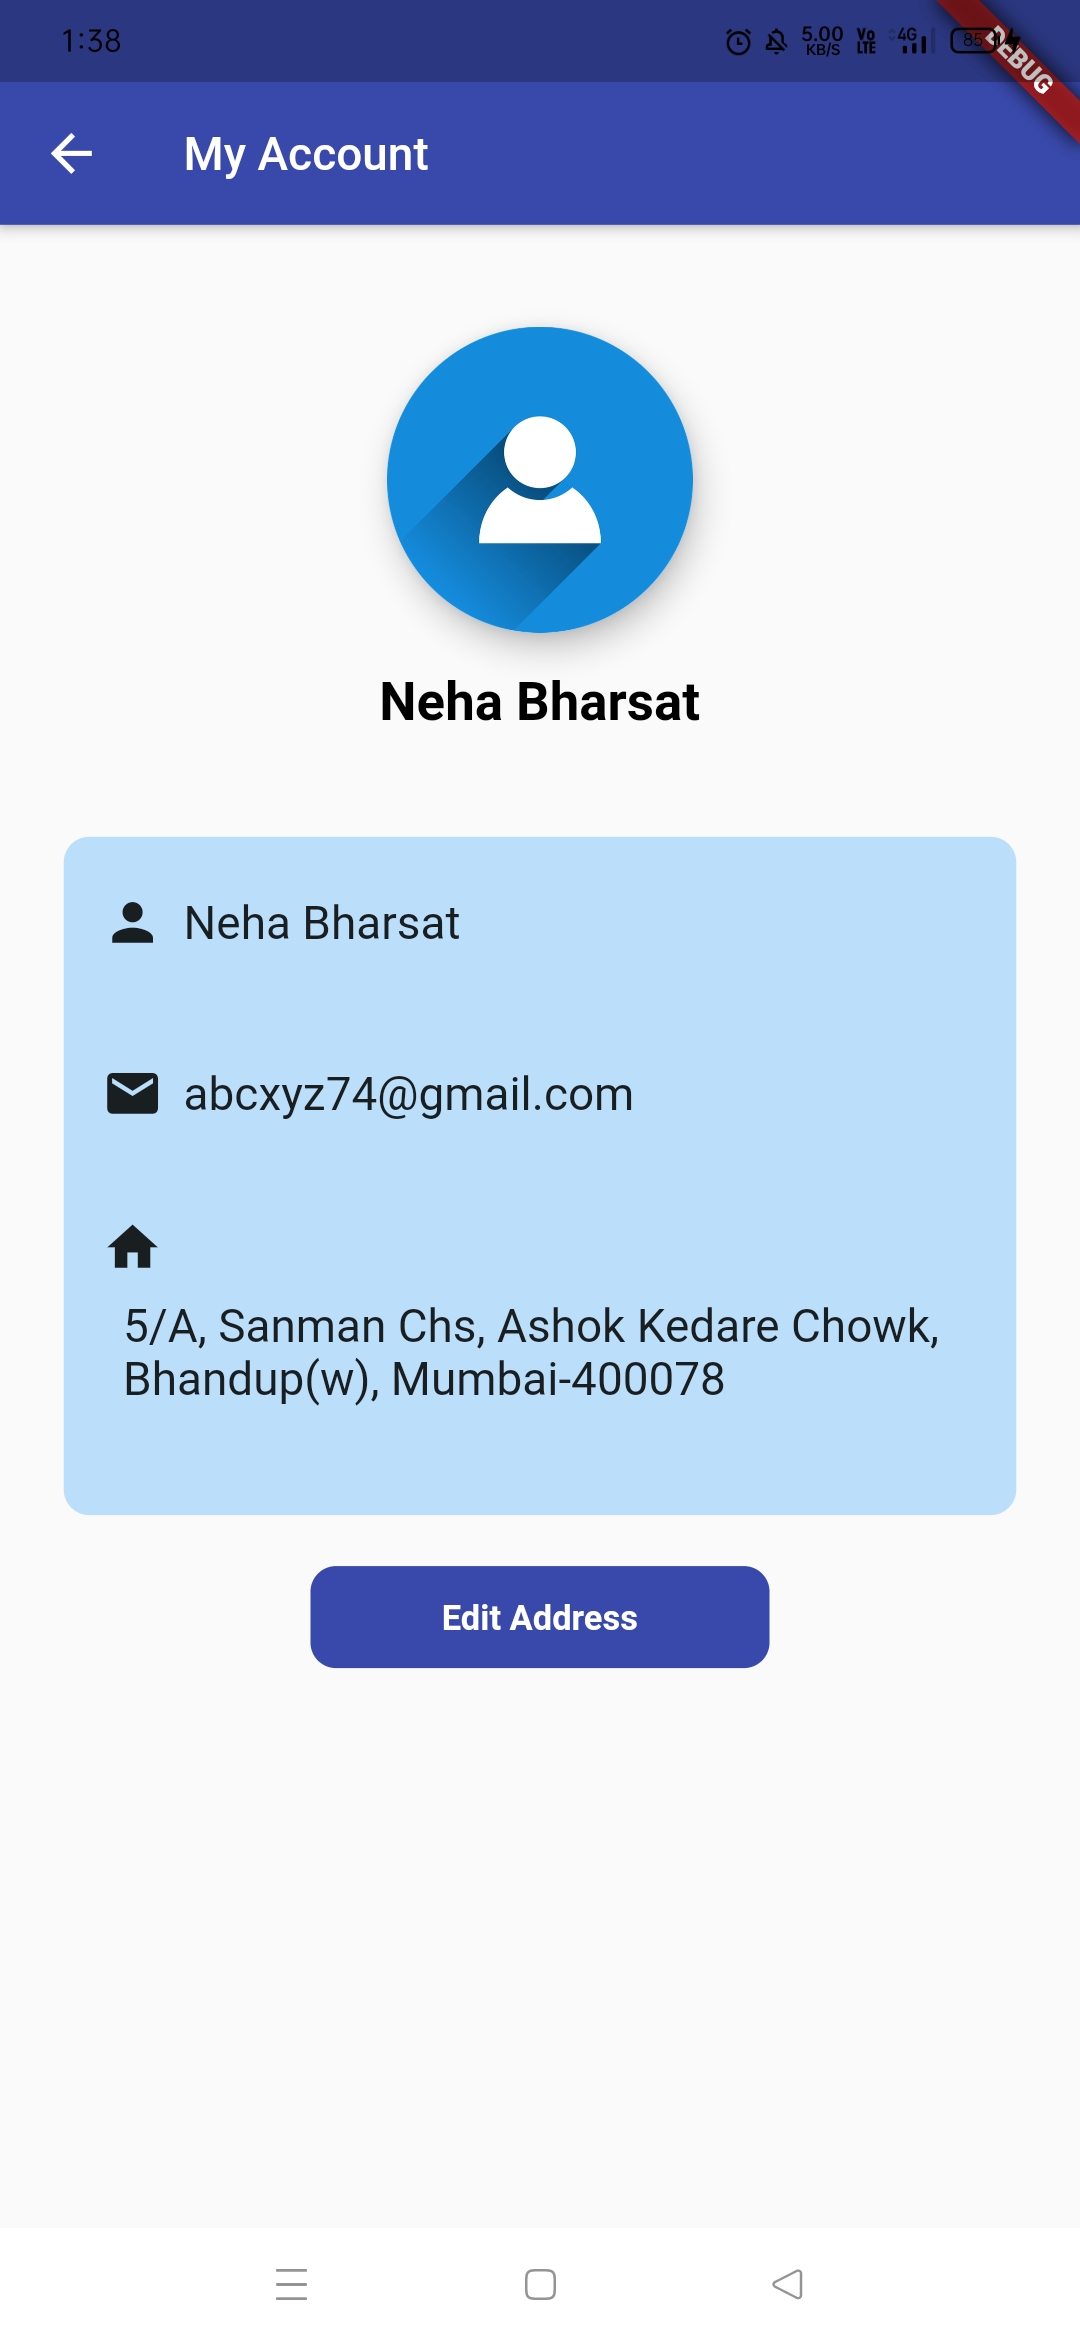 1:38
5.00
KB/S
Vo
LTE
4G
85
DEBUG
My Account
Neha Bharsat
Neha Bharsat
abcxyz74@gmail.com
5/A, Sanman Chs, Ashok Kedare Chowk,
Bhandup(w), Mumbai-400078
Edit Address